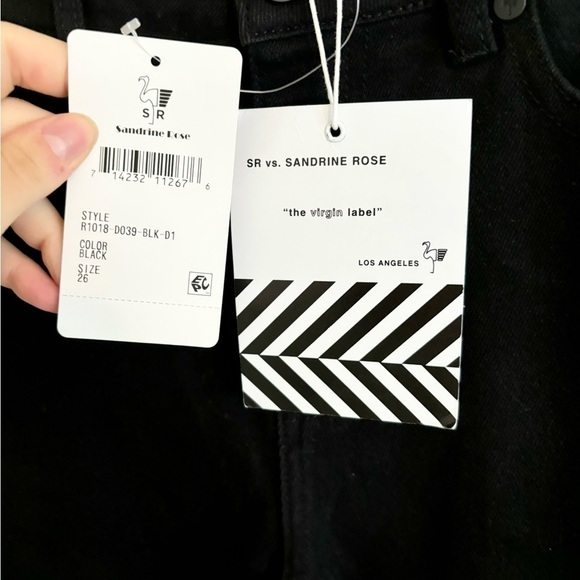 S R
Sandrine Rose
7 14232 11267 6
STYLE
R1018-D039-BLK-D1
COLOR
BLACK
SIZE
26
EPC
SR vs. SANDRINE ROSE
"the virgin label"
LOS ANGELES